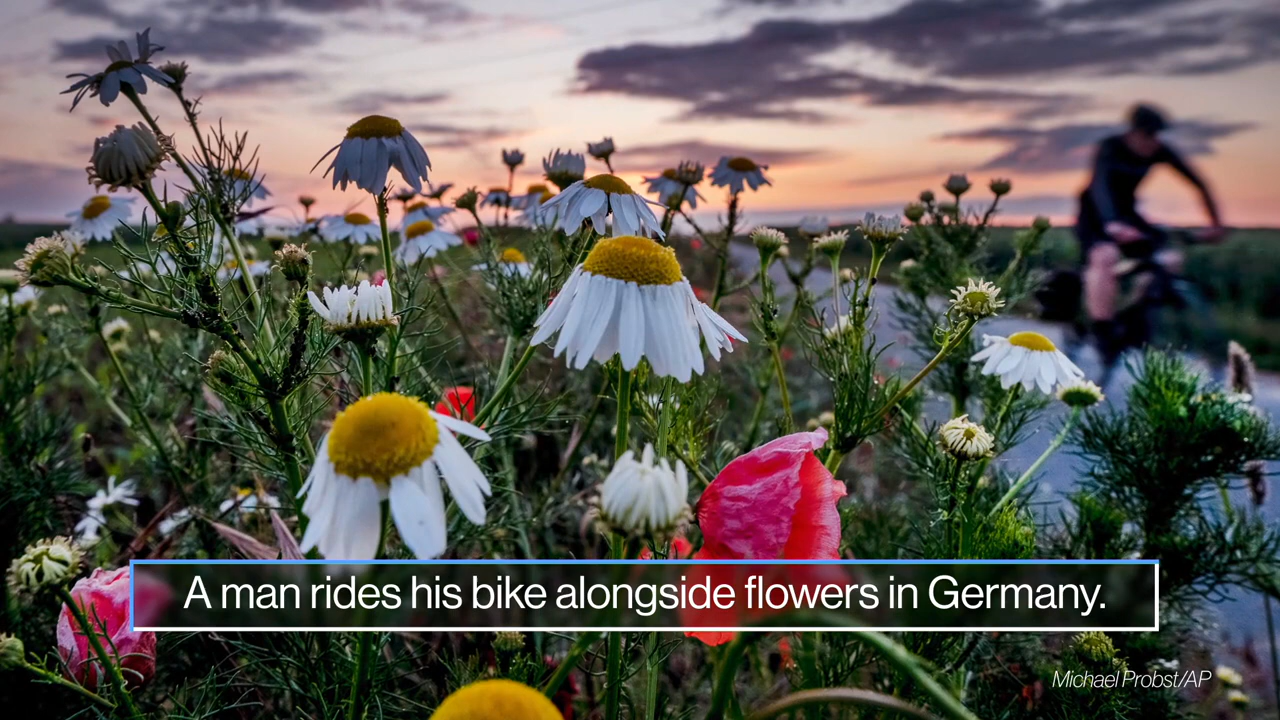 A man rides his bike alongside flowers in Germany.
Michael Probst/AP